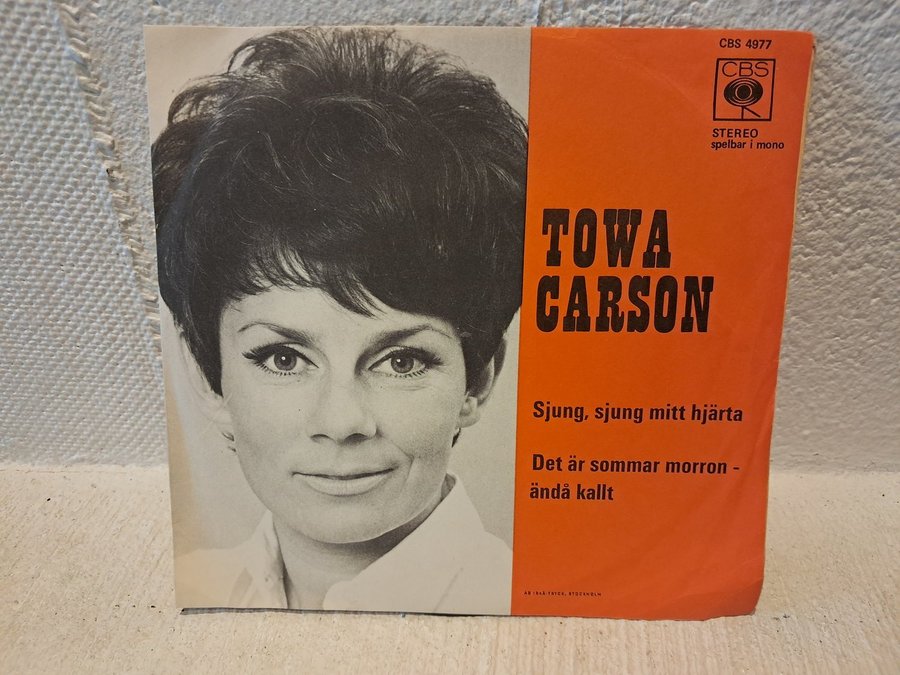 CBS 4977
CBS
STEREO
spelbar i mono
TOWA
CARSON
Sjung, sjung mitt hjärta
Det är sommar morron -
ändå kallt